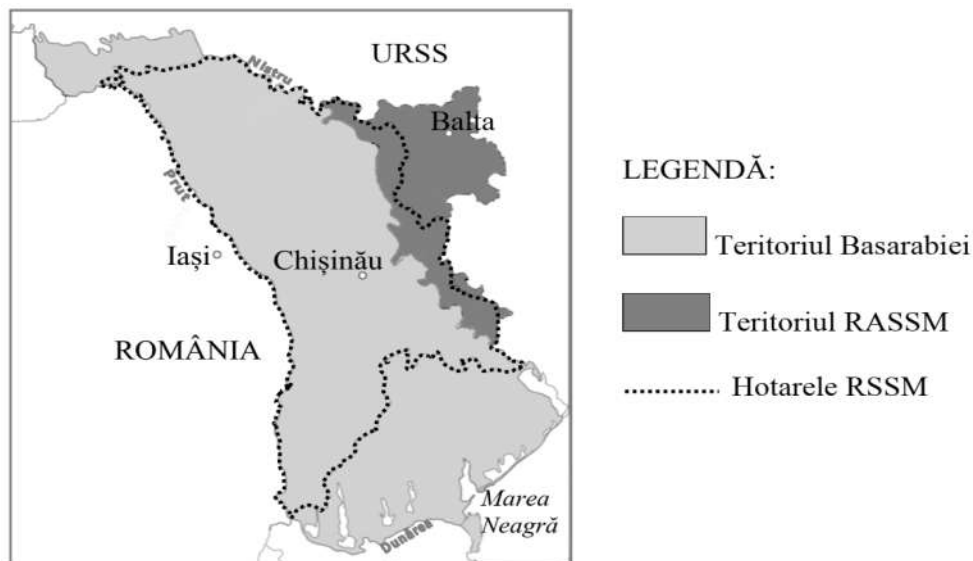 URSS
Nistru
Balta
Prut
Iași
Chișinău
ROMÂNIA
Marea
Neagră
Dunărea
LEGENDĂ:
Teritoriul Basarabiei
Teritoriul RASSM
Hotarele RSSM